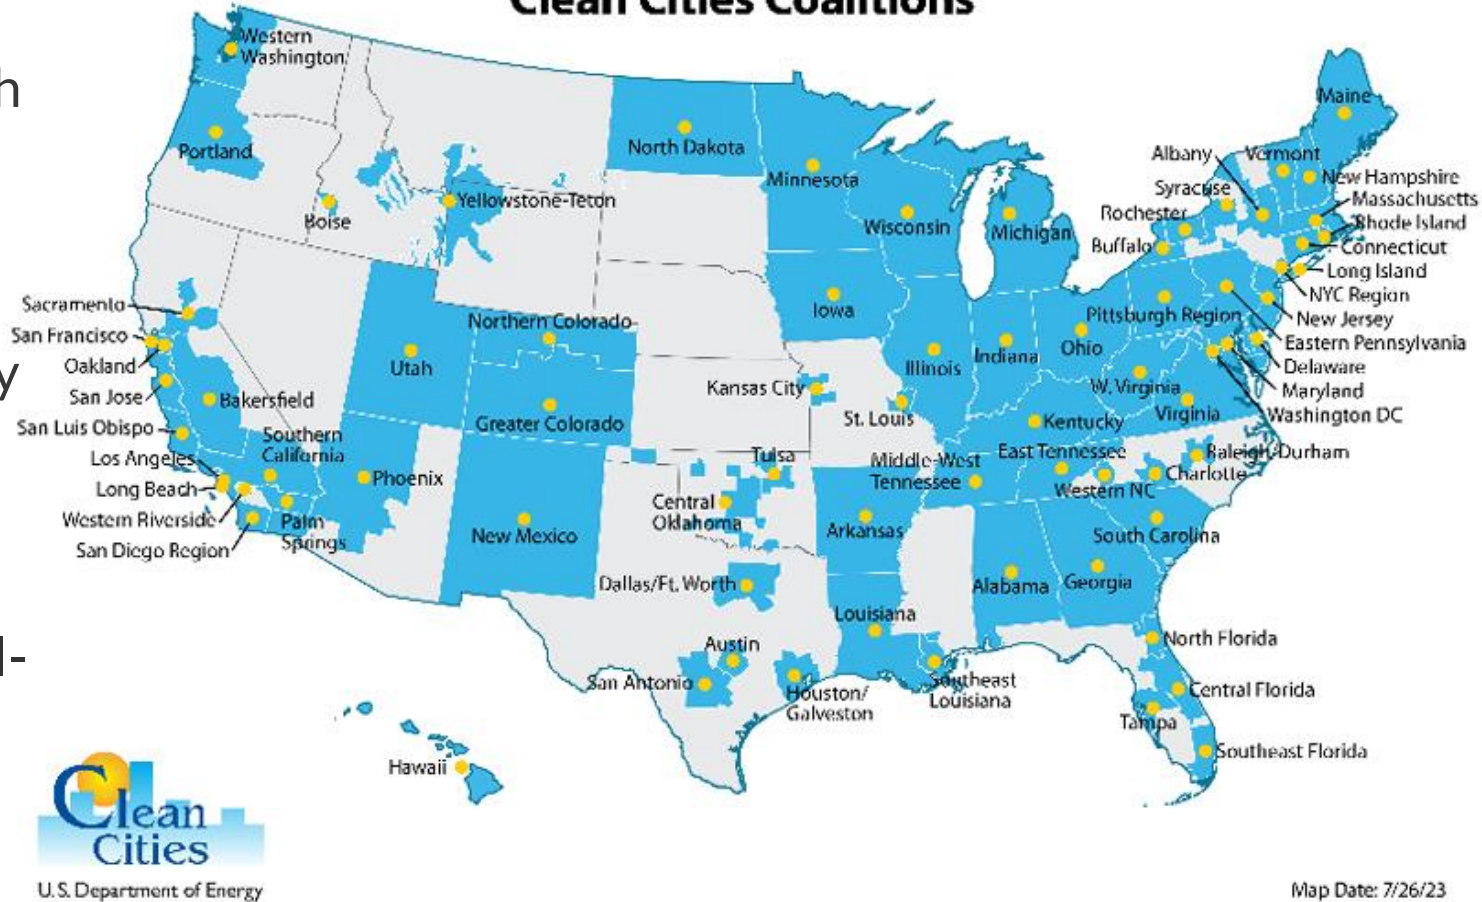 Clean Cities Coalitions
h
y
l-
Western
Washington
Portland
Boise
Yellowstone-Teton
North Dakota
Minnesota
Wisconsin
Michigan
Iowa
Illinois
Indiana
Ohio
Maine
Albany
Vermont
New Hampshire
Syracuse
Massachusetts
Rochester
Rhode Island
Buffalo
Connecticut
Long Island
NYC Region
Pittsburgh Region
New Jersey
Eastern Pennsylvania
Delaware
Maryland
Washington DC
W. Virginia
Virginia
Kentucky
Sacramento
San Francisco
Oakland
San Jose
Bakersfield
San Luis Obispo
Southern
California
Los Angeles
Long Beach
Western Riverside
San Diego Region
Palm
Springs
Phoenix
Utah
Northern Colorado
Greater Colorado
New Mexico
Kansas City
St. Louis
Tulsa
Central
Oklahoma
Middle-West
Tennessee
East Tennessee
Raleigh/Durham
Charlotte
Western NC
Arkansas
South Carolina
Alabama
Georgia
Dallas/Ft. Worth
Louisiana
Austin
San Antonio
Houston/
Galveston
Southeast
Louisiana
North Florida
Central Florida
Tampa
Southeast Florida
Hawaii
Clean
Cities
U.S. Department of Energy
Map Date: 7/26/23